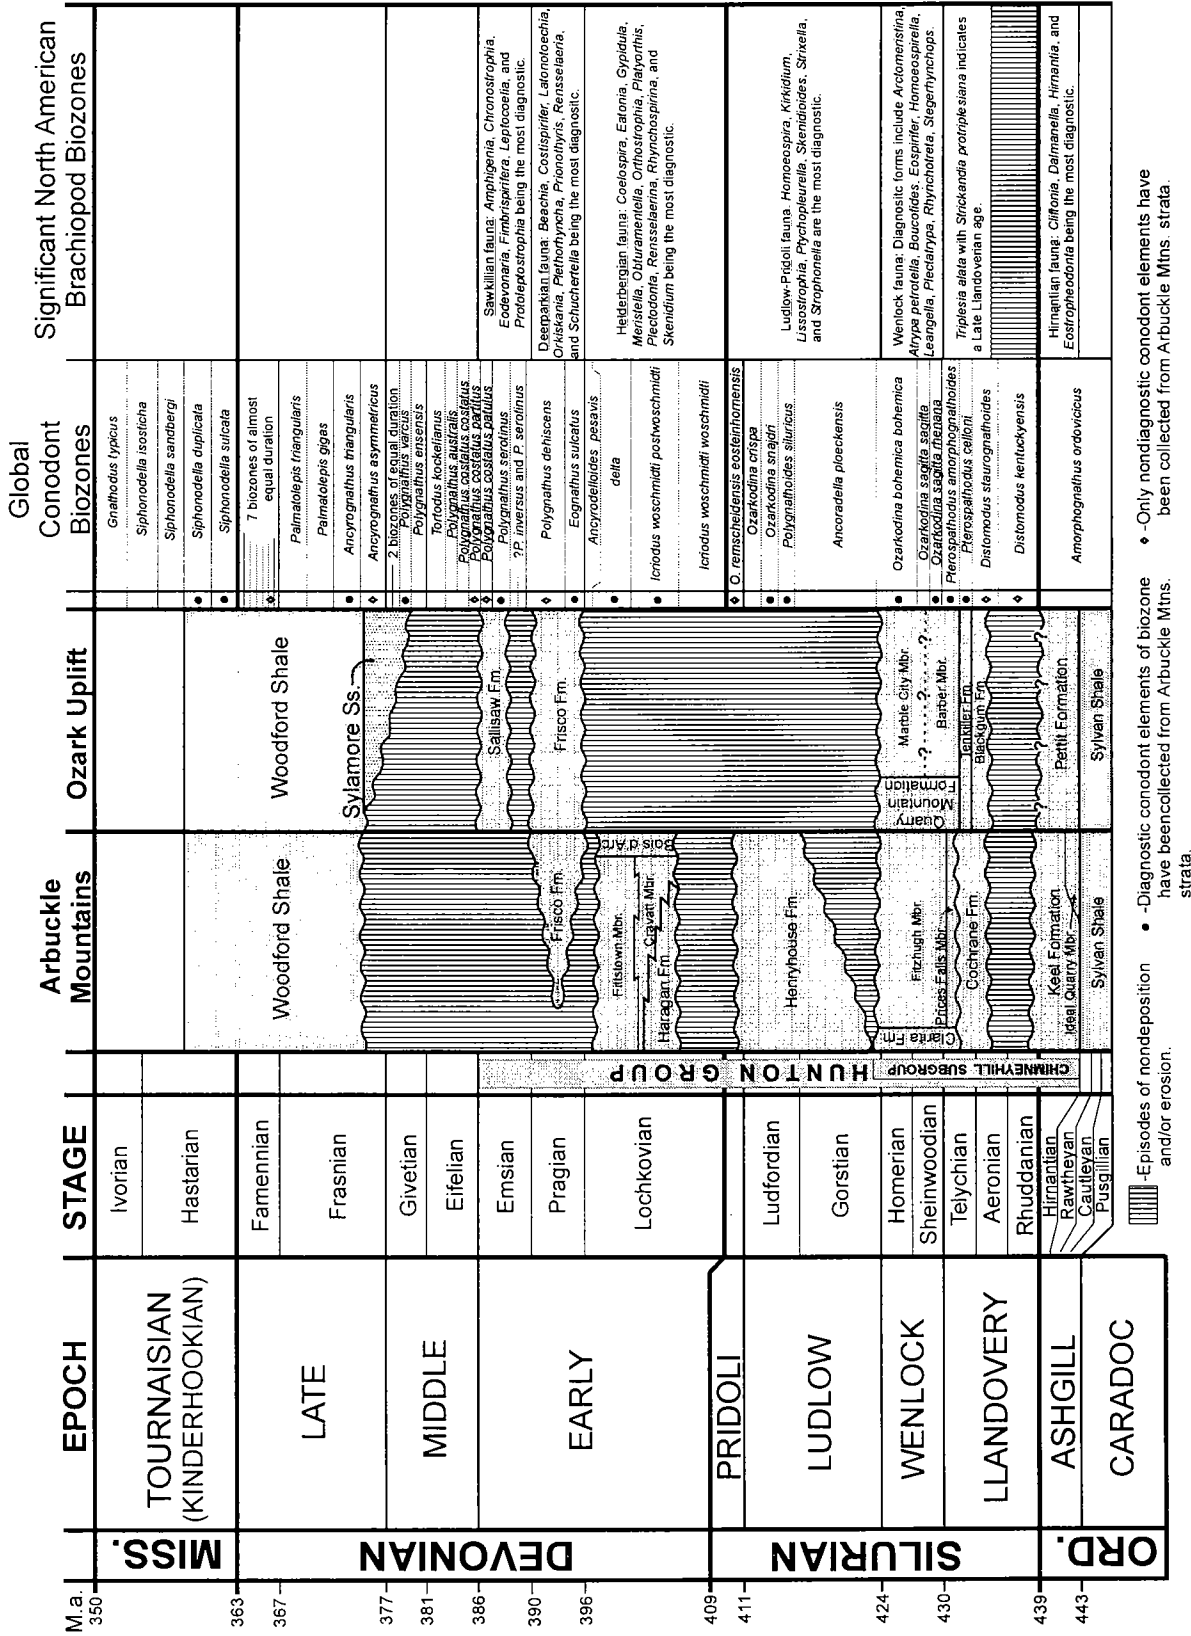 M.a.
EPOCH
STAGE
Arbuckle
Mountains
Ozark Uplift
Global
Conodont
Biozones
Significant North American
Brachiopod Biozones
350
363
367
377
381
386
390
396
409
411
424
430
439
443
MISS.
DEVONIAN
SILURIAN
ORD.
TOURNAISIAN
(KINDERHOOKIAN)
LATE
MIDDLE
EARLY
PRIDOLI
LUDLOW
WENLOCK
LLANDOVERY
ASHGILL
CARADOC
Ivorian
Hastarian
Famennian
Frasnian
Givetian
Eifelian
Emsian
Pragian
Lochkovian
Ludfordian
Gorstian
Homerian
Sheinwoodian
Telychian
Aeronian
Rhuddanian
Hirnantian
Rawtheyan
Cautleyan
Pusgillian
HUNTON GROUP
CHIMNEYHILL SUBGROUP
Woodford Shale
Frisco Fm.
Bois d'Arc
Fittstown Mbr.
Cravatt Mbr.
Haragan Fm.
Henryhouse Fm.
Clarita Fm.
Fitzhugh Mbr.
Prices Falls Mbr.
Cochrane Fm.
Keel Formation
Ideal Quarry Mbr.
Sylvan Shale
Woodford Shale
Sylamore Ss.
Sallisaw Fm.
Frisco Fm.
Quarry
Mountain
Formation
Marble City Mbr.
?
?
Barber Mbr.
Tenkiller Fm.
Blackgum Fm.
?
?
?
Pettit Formation
Sylvan Shale
Gnathodus typicus
Siphonodella isosticha
Siphonodella sandbergi
Siphonodella duplicata
Siphonodella sulcata
7 biozones of almost
equal duration
Palmatolepis triangularis
Palmatolepis gigas
Ancyrognathus triangularis
Ancyrognathus asymmetricus
2 biozones of equal duration
Polygnathus varcus
Polygnathus ensensis
Tortodus kockelianus
Polygnathus australis
Polygnathus costatus costatus
Polygnathus costatus partitus
Polygnathus costatus patulus
Polygnathus serotinus
?P. inversus and P. serotinus
Polygnathus dehiscens
Eognathus sulcatus
Ancyrodelloides pesavis
delta
Icriodus woschmidti postwoschmidti
Icriodus woschmidti woschmidti
O. remscheidensis eosteinhornensis
Ozarkodina crispa
Ozarkodina snajdri
Polygnathoides siluricus
Ancoradella ploeckensis
Ozarkodina bohemica bohemica
Ozarkodina sagitta sagitta
Ozarkodina sagitta rhenana
Pterospathodus amorphognathoides
Pterospathodus celloni
Distomodus staurognathoides
Distomodus kentuckyensis
Amorphognathus ordovicicus
Sawkillian fauna: Amphigenia, Chronostrophia,
Eodevonaria, Fimbrispirifera, Leptocoelia, and
Protoleptostrophia being the most diagnostic.
Deerparkian fauna: Beachia, Costispirifer, Latonotoechia,
Orkiskania, Plethorhyncha, Prionothyris, Rensselaeria,
and Schuchertella being the most diagnositc.
Helderbergian fauna: Coelospira, Eatonia, Gypidula,
Meristella, Obturamentella, Orthostrophia, Platyorthis,
Plectodonta, Rensselaerina, Rhynchospirina, and
Skenidium being the most diagnostic.
Ludlow-Pridoli fauna. Homoeospira, Kirkidium,
Lissostrophia, Ptychopleurella, Skenidioides, Strixella,
and Strophonella are the most diagnostic.
Wenlock fauna: Diagnositc forms include Arctomeristina,
Atrypa petrotella, Boucofides, Eospirifer, Homoeospirella,
Leangella, Plectatrypa, Rhynchotreta, Stegerhynchops.
Triplesia alata with Strickandia protriplesiana indicates
a Late Llandoverian age.
Hirnantian fauna: Cliftonia, Dalmanella, Hirnantia, and
Eostropheodonta being the most diagnostic.
-Episodes of nondeposition
and/or erosion.
-Diagnostic conodont elements of biozone
have beencollected from Arbuckle Mtns.
strata.
-Only nondiagnostic conodont elements have
been collected from Arbuckle Mtns. strata.